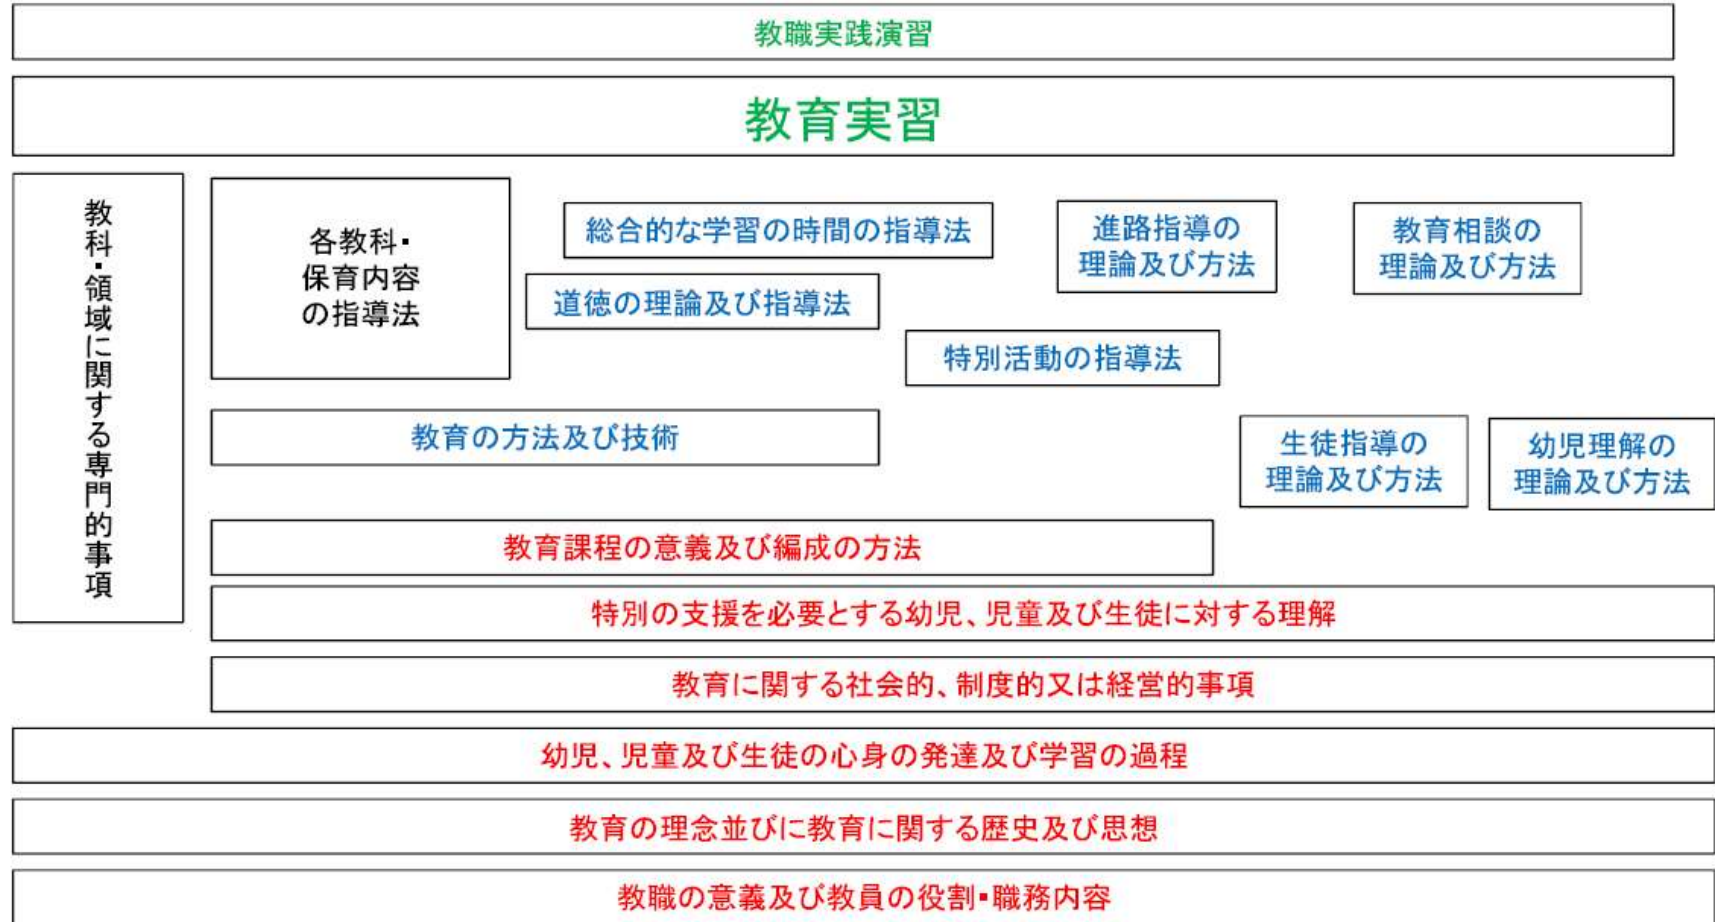 教職実践演習
教育実習
教科・領域に関する専門的事項
各教科・
保育内容
の指導法
総合的な学習の時間の指導法
進路指導の
理論及び方法
教育相談の
理論及び方法
道徳の理論及び指導法
特別活動の指導法
教育の方法及び技術
生徒指導の
理論及び方法
幼児理解の
理論及び方法
教育課程の意義及び編成の方法
特別の支援を必要とする幼児、児童及び生徒に対する理解
教育に関する社会的、制度的又は経営的事項
幼児、児童及び生徒の心身の発達及び学習の過程
教育の理念並びに教育に関する歴史及び思想
教職の意義及び教員の役割・職務内容